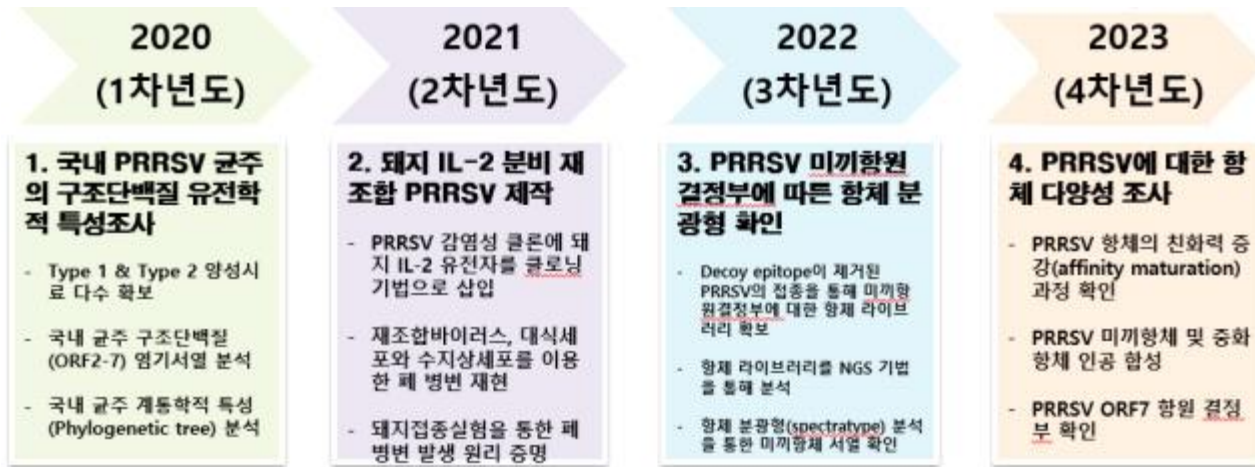 2020
(1차년도)
1. 국내 PRRSV 균주
의 구조단백질 유전학
적 특성조사
- Type 1 & Type 2 양성시
료 다수 확보
- 국내 균주 구조단백질
(ORF2-7) 염기서열 분석
- 국내 균주 계통학적 특성
(Phylogenetic tree) 분석
2021
(2차년도)
2. 돼지 IL-2 분비 재
조합 PRRSV 제작
- PRRSV 감염성 클론에 돼
지 IL-2 유전자를 클로닝
기법으로 삽입
- 재조합바이러스, 대식세
포와 수지상세포를 이용
한 폐 병변 재현
- 돼지접종실험을 통한 폐
병변 발생 원리 증명
2022
(3차년도)
3. PRRSV 미끼항원
결정부에 따른 항체 분
광형 확인
- Decoy epitope이 제거된
PRRSV의 접종을 통해 미끼항
원결정부에 대한 항체 라이브
러리 확보
- 항체 라이브러리를 NGS 기법
을 통해 분석
- 항체 분광형(spectratype) 분석
을 통한 미끼항체 서열 확인
2023
(4차년도)
4. PRRSV에 대한 항
체 다양성 조사
- PRRSV 항체의 친화력 증
강(affinity maturation)
과정 확인
- PRRSV 미끼항체 및 중화
항체 인공 합성
- PRRSV ORF7 항원 결정
부 확인